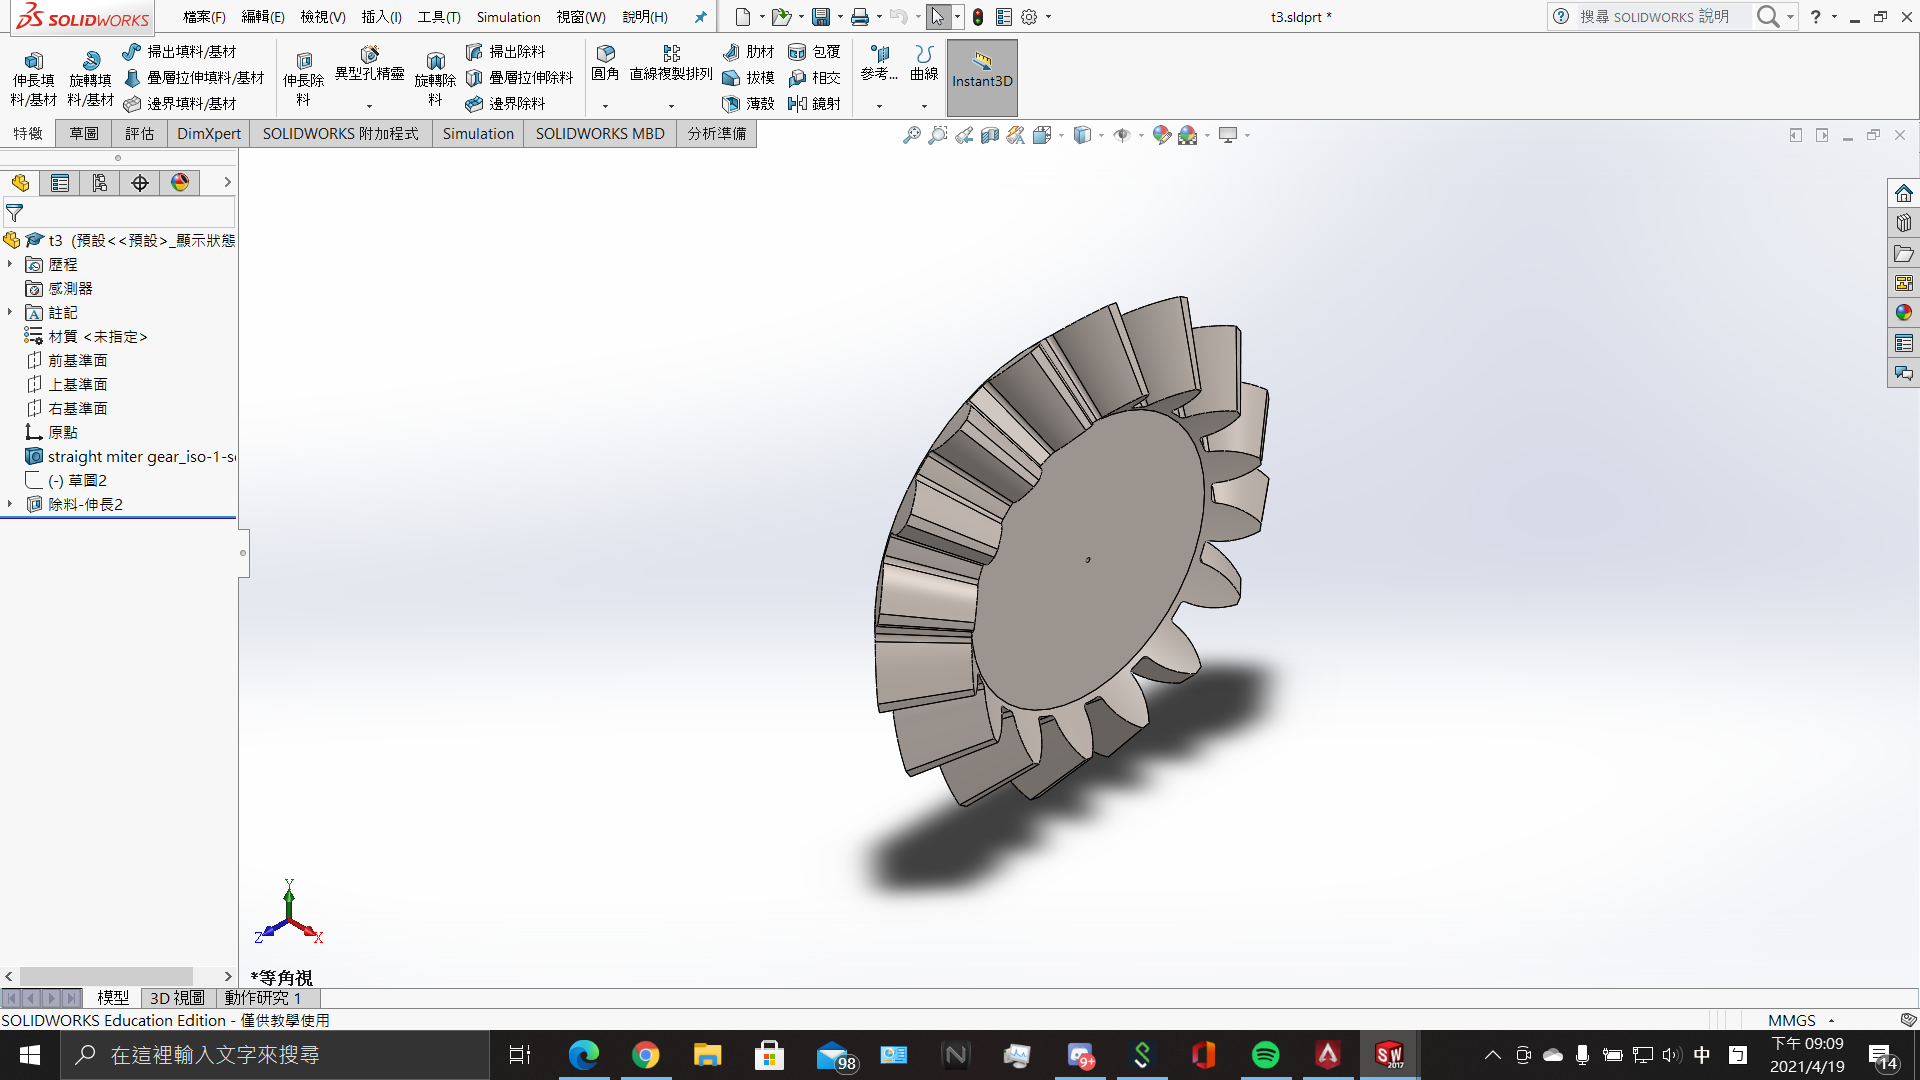 SOLIDWORKS 檔案(F) 編輯(E) 檢視(V) 插入(I) 工具(T) Simulation 視窗(W) 說明(H) t3.sldprt * 搜尋 SOLIDWORKS 說明 ?
伸長填料/基材
旋轉填料/基材
掃出填料/基材
疊層拉伸填料/基材
邊界填料/基材
伸長除料
異型孔精靈
旋轉除料
掃出除料
疊層拉伸除料
邊界除料
圓角
直線複製排列
肋材
拔模
薄殼
包覆
相交
鏡射
參考...
曲線
Instant3D
特徵 草圖 評估 DimXpert SOLIDWORKS 附加程式 Simulation SOLIDWORKS MBD 分析準備
t3 (預設<<預設>_顯示狀態
歷程
感測器
註記
材質 <未指定>
前基準面
上基準面
右基準面
原點
straight miter gear_iso-1-s
(-) 草圖2
除料-伸長2
Y
Z
X
*等角視
模型 3D 視圖 動作研究 1
SOLIDWORKS Education Edition - 僅供教學使用 MMGS
在這裡輸入文字來搜尋
98
9+
SW
2017
中
下午 09:09
2021/4/19
14